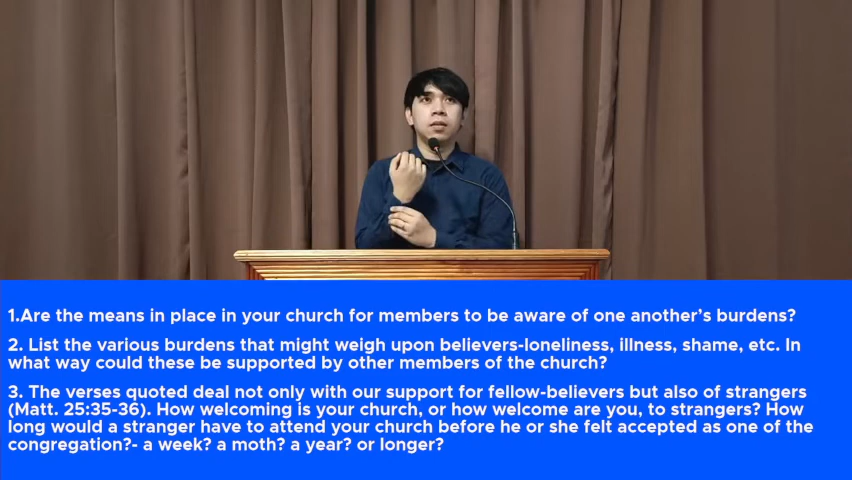 1.Are the means in place in your church for members to be aware of one another's burdens?
2. List the various burdens that might weigh upon believers-loneliness, illness, shame, etc. In
what way could these be supported by other members of the church?
3. The verses quoted deal not only with our support for fellow-believers but also of strangers
(Matt. 25:35-36). How welcoming is your church, or how welcome are you, to strangers? How
long would a stranger have to attend your church before he or she felt accepted as one of the
congregation?- a week? a moth? a year? or longer?